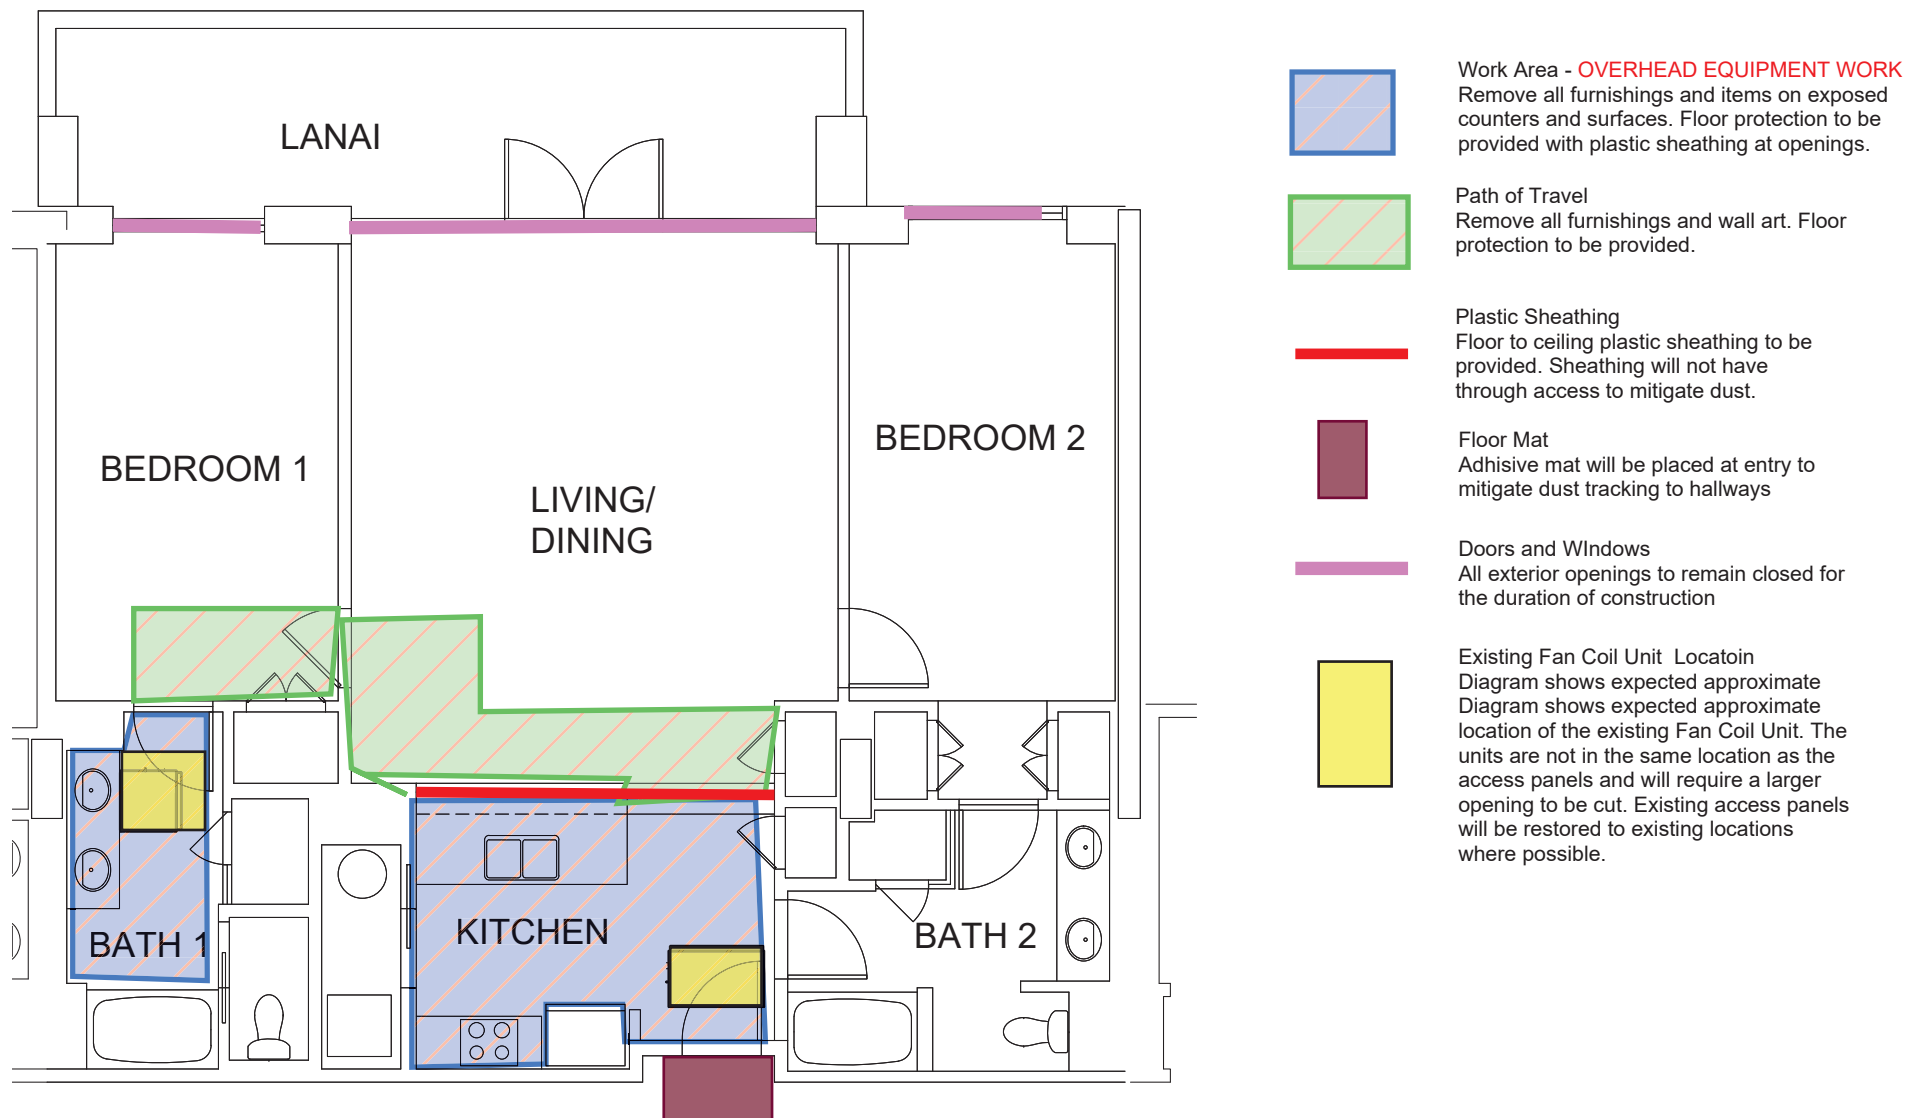 LANAI
BEDROOM 1
LIVING/
DINING
BEDROOM 2
BATH 1
KITCHEN
BATH 2
Work Area - OVERHEAD EQUIPMENT WORK
Remove all furnishings and items on exposed
counters and surfaces. Floor protection to be
provided with plastic sheathing at openings.
Path of Travel
Remove all furnishings and wall art. Floor
protection to be provided.
Plastic Sheathing
Floor to ceiling plastic sheathing to be
provided. Sheathing will not have
through access to mitigate dust.
Floor Mat
Adhisive mat will be placed at entry to
mitigate dust tracking to hallways
Doors and WIndows
All exterior openings to remain closed for
the duration of construction
Existing Fan Coil Unit  Locatoin
Diagram shows expected approximate
Diagram shows expected approximate
location of the existing Fan Coil Unit. The
units are not in the same location as the
access panels and will require a larger
opening to be cut. Existing access panels
will be restored to existing locations
where possible.